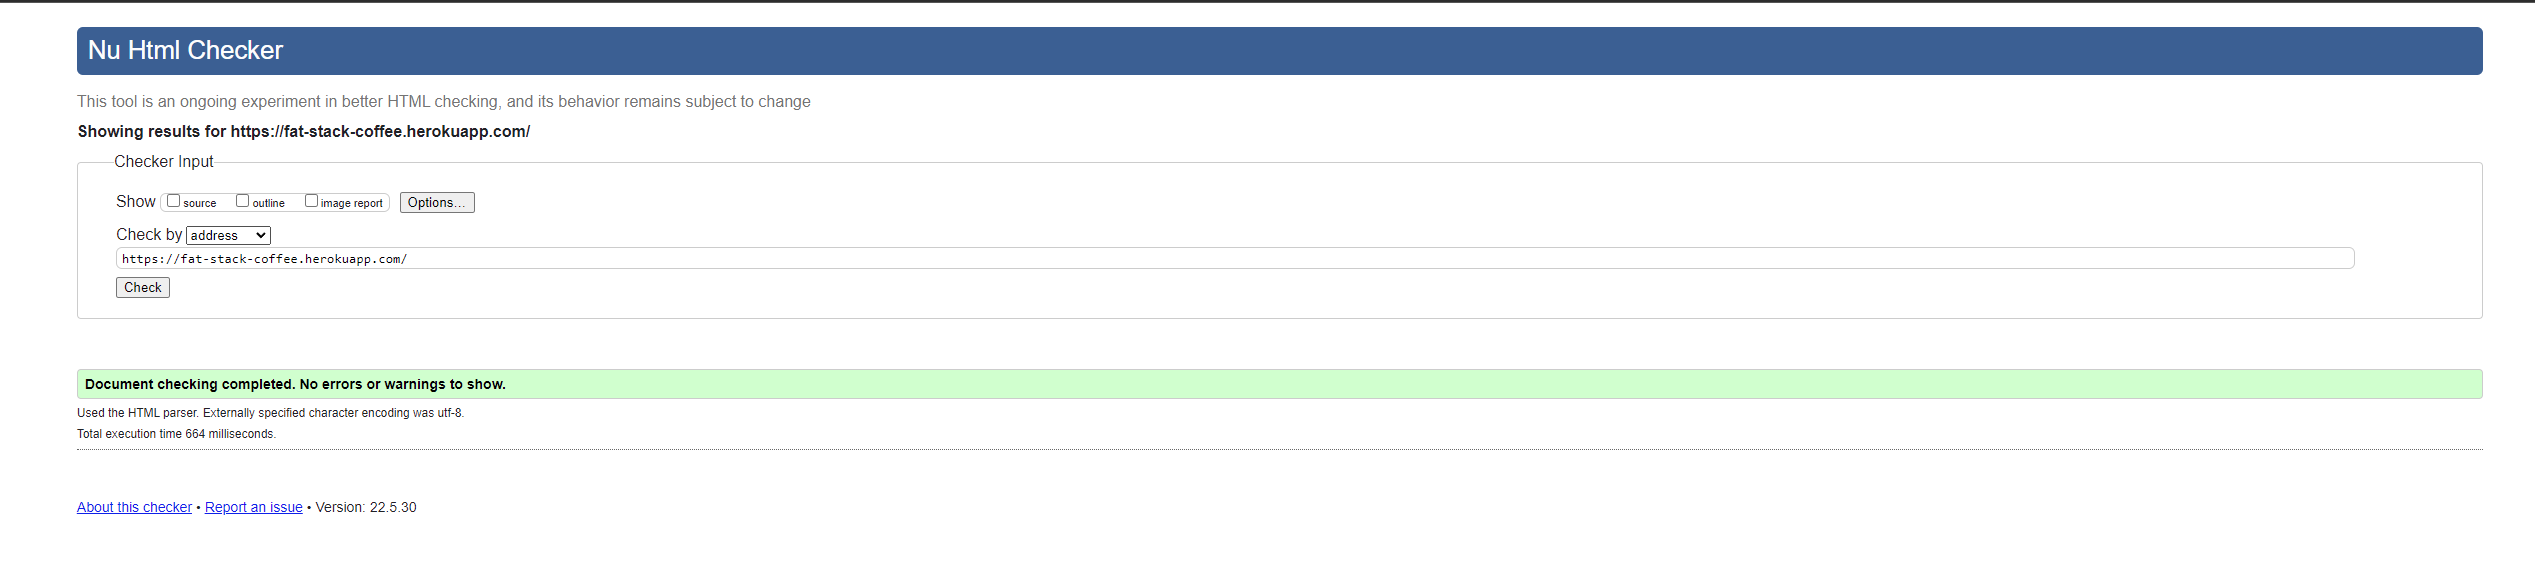 Nu Html Checker
This tool is an ongoing experiment in better HTML checking, and its behavior remains subject to change
Showing results for https://fat-stack-coffee.herokuapp.com/
Checker Input
Show source outline image report Options...
Check by address
https://fat-stack-coffee.herokuapp.com/
Check
Document checking completed. No errors or warnings to show.
Used the HTML parser. Externally specified character encoding was utf-8.
Total execution time 664 milliseconds.
About this checker • Report an issue • Version: 22.5.30